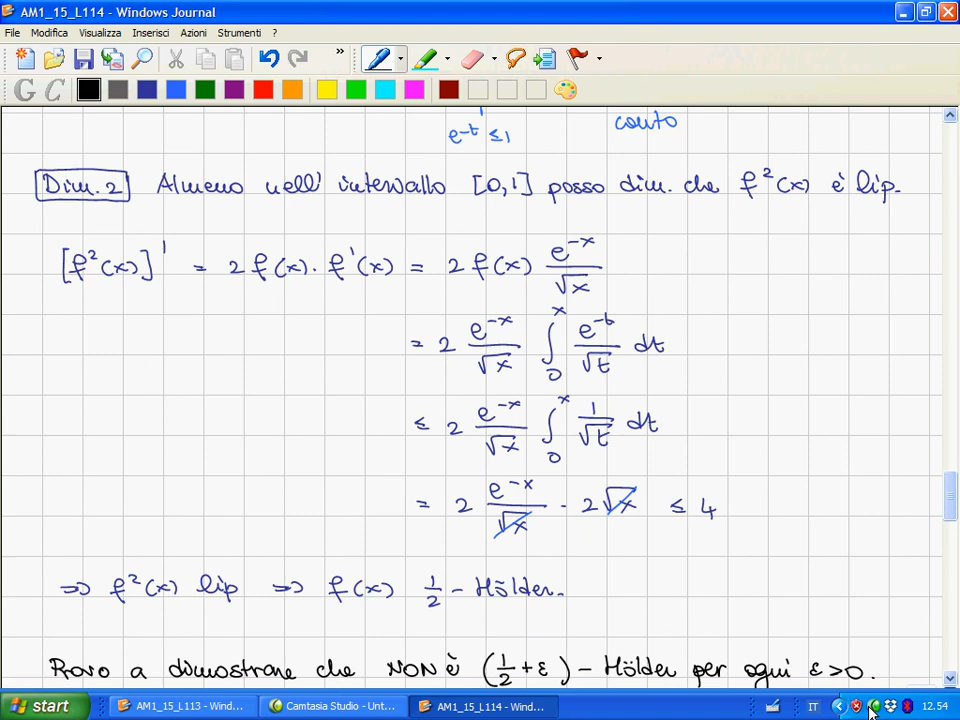 AM1_15_L114 - Windows Journal
File Modifica Visualizza Inserisci Azioni Strumenti ?
»
G C
e^{-t} ≤ 1 conto
Dim. 2 Almeno nell' intervallo [0,1] posso dim. che f²(x) è lip.
[f²(x)]' = 2 f(x) · f'(x) = 2 f(x) e^{-x}/√x
= 2 e^{-x}/√x ∫₀ˣ e^{-t}/√t dt
≤ 2 e^{-x}/√x ∫₀ˣ 1/√t dt
= 2 e^{-x}/√x · 2√x ≤ 4
⇒ f²(x) lip ⇒ f(x) 1/2 - Hölder.
Provo a dimostrare che NON è (1/2 + ε) - Hölder per ogni ε>0.
start AM1_15_L113 - Wind... Camtasia Studio - Unt... AM1_15_L114 - Wind... IT 12.54